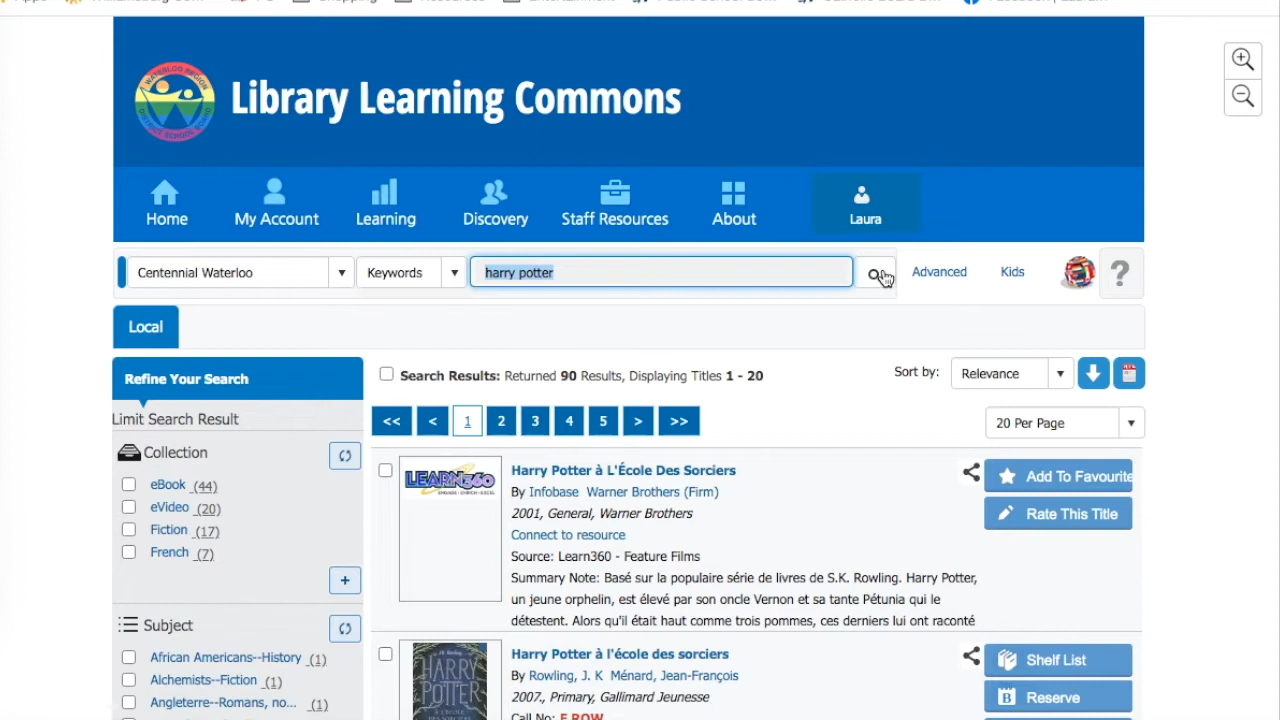 Library Learning Commons
Home
My Account
Learning
Discovery
Staff Resources
About
Laura
Centennial Waterloo
Keywords
harry potter
Advanced
Kids
?
Local
Refine Your Search
Limit Search Result
Collection
eBook (44)
eVideo (20)
Fiction (17)
French (7)
+
Subject
African Americans--History (1)
Alchemists--Fiction (1)
Angleterre--Romans, no... (1)
Search Results: Returned 90 Results, Displaying Titles 1 - 20
Sort by: Relevance
<< < 1 2 3 4 5 > >>
20 Per Page
LEARN360
Harry Potter à L'École Des Sorciers
By Infobase Warner Brothers (Firm)
2001, General, Warner Brothers
Connect to resource
Source: Learn360 - Feature Films
Summary Note: Basé sur la populaire série de livres de S.K. Rowling. Harry Potter,
un jeune orphelin, est élevé par son oncle Vernon et sa tante Pétunia qui le
détestent. Alors qu'il était haut comme trois pommes, ces derniers lui ont raconté
Add To Favourite
Rate This Title
HARRY
POTTER
Harry Potter à l'école des sorciers
By Rowling, J. K Ménard, Jean-François
2007, Primary, Gallimard Jeunesse
Call No: F ROW
Shelf List
Reserve